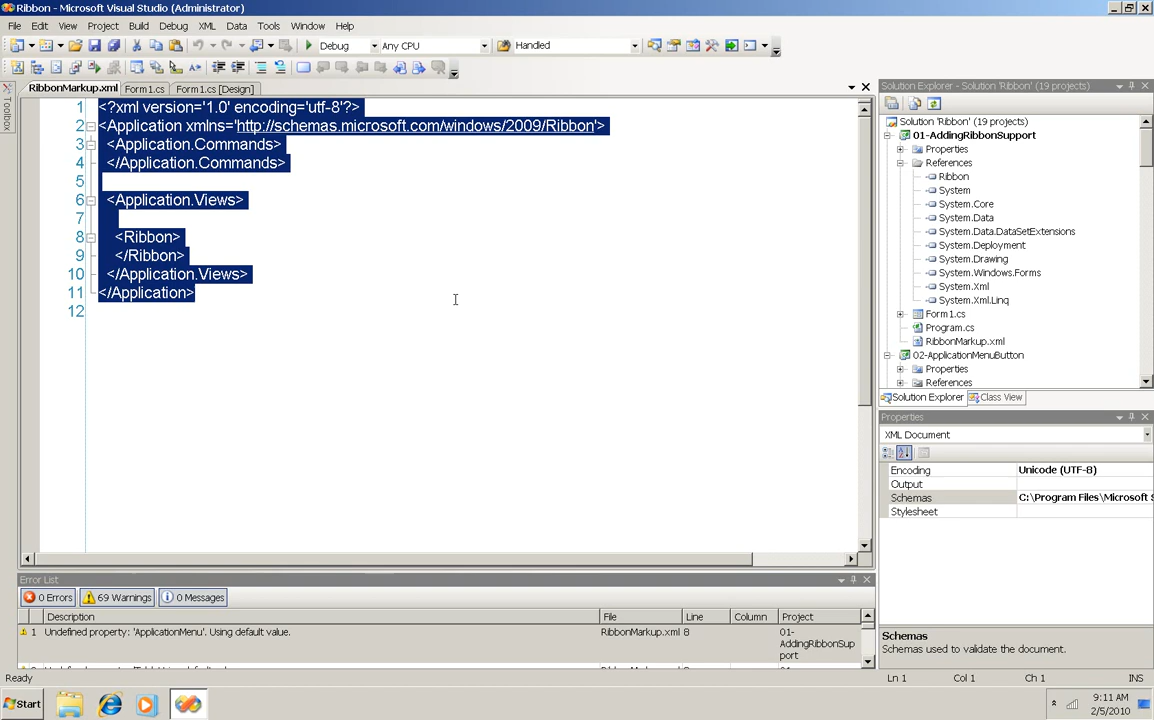 Ribbon - Microsoft Visual Studio (Administrator)
File Edit View Project Build Debug XML Data Tools Window Help
Debug Any CPU Handled
RibbonMarkup.xml Form1.cs Form1.cs [Design]
Toolbox
1 <?xml version='1.0' encoding='utf-8'?>
2 <Application xmlns='http://schemas.microsoft.com/windows/2009/Ribbon'>
3 <Application.Commands>
4 </Application.Commands>
5
6 <Application.Views>
7
8 <Ribbon>
9 </Ribbon>
10 </Application.Views>
11 </Application>
12
Solution Explorer - Solution 'Ribbon' (19 projects)
Solution 'Ribbon' (19 projects)
01-AddingRibbonSupport
Properties
References
Ribbon
System
System.Core
System.Data
System.Data.DataSetExtensions
System.Deployment
System.Drawing
System.Windows.Forms
System.Xml
System.Xml.Linq
Form1.cs
Program.cs
RibbonMarkup.xml
02-ApplicationMenuButton
Properties
References
Solution Explorer Class View
Properties
XML Document
Encoding Unicode (UTF-8)
Output
Schemas C:\Program Files\Microsoft S
Stylesheet
Schemas
Schemas used to validate the document.
Error List
0 Errors 69 Warnings 0 Messages
Description File Line Column Project
1 Undefined property: 'ApplicationMenu'. Using default value. RibbonMarkup.xml 8 01-AddingRibbonSupport
Ready Ln 1 Col 1 Ch 1 INS
Start 9:11 AM
2/5/2010